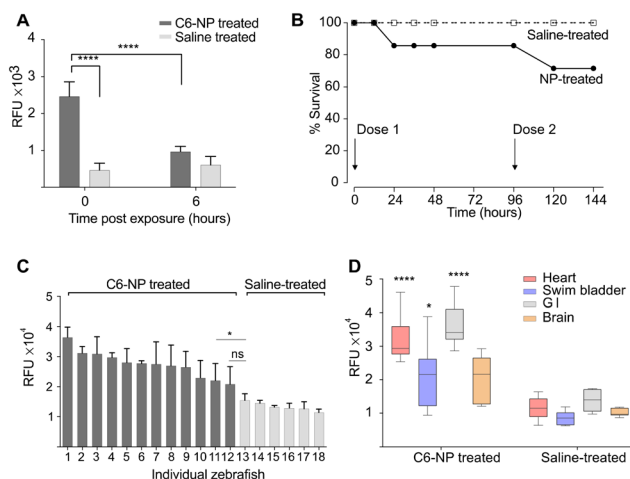 A
C6-NP treated
Saline treated
****
****
RFU ×10³
4
3
2
1
0
6
Time post exposure (hours)
B
100
80
60
40
20
0
% Survival
Saline-treated
NP-treated
Dose 1
Dose 2
0 24 48 72 96 120 144
Time (hours)
C
C6-NP treated
Saline-treated
*
ns
RFU ×10⁴
5
4
3
2
1
1 2 3 4 5 6 7 8 9 10 11 12 13 14 15 16 17 18
Individual zebrafish
D
****
*
****
Heart
Swim bladder
G I
Brain
RFU ×10⁴
5
4
3
2
1
C6-NP treated
Saline-treated